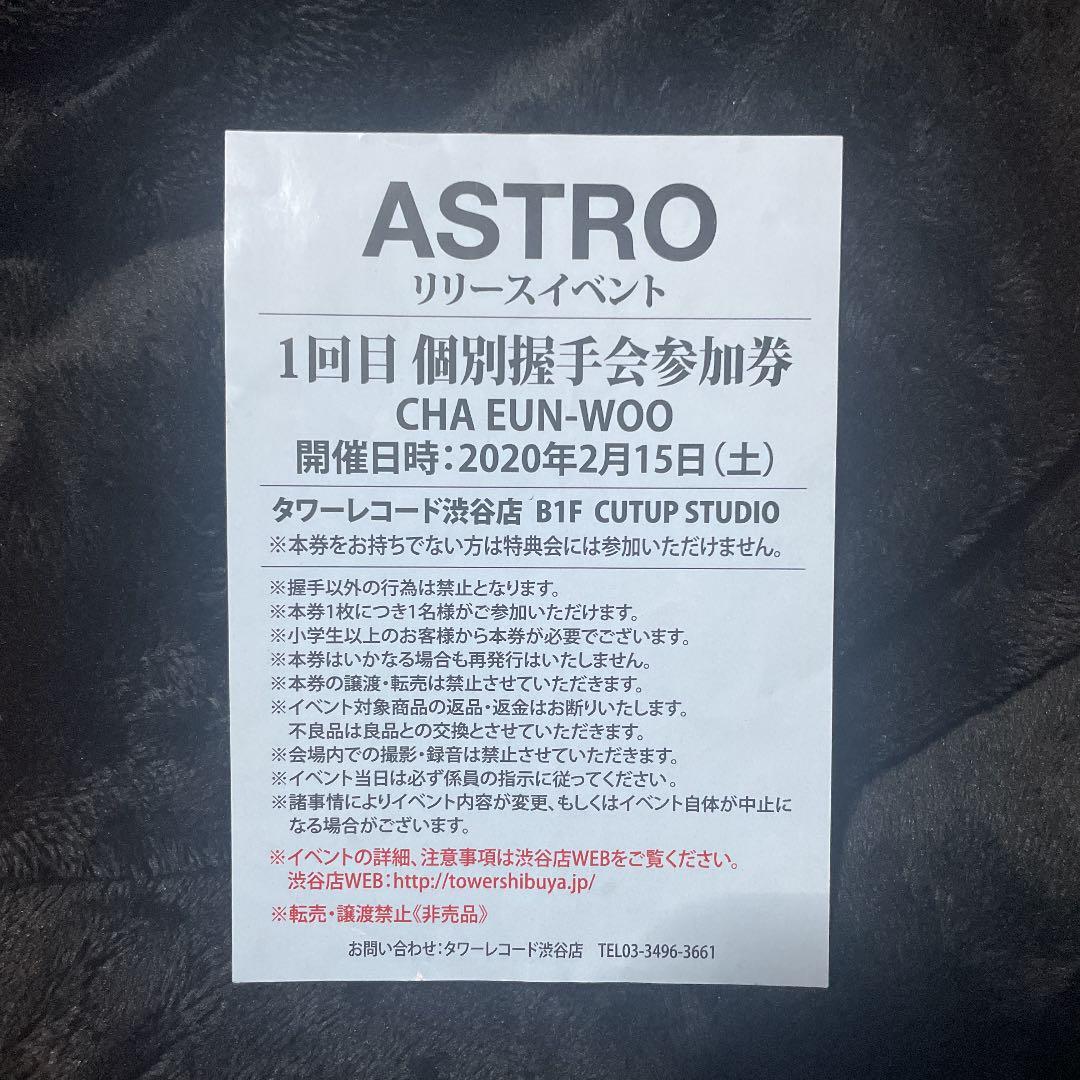 ASTRO
リリースイベント
1回目 個別握手会参加券
CHA EUN-WOO
開催日時：2020年2月15日（土）
タワーレコード渋谷店 B1F CUTUP STUDIO
※本券をお持ちでない方は特典会には参加いただけません。
※握手以外の行為は禁止となります。
※本券1枚につき1名様がご参加いただけます。
※小学生以上のお客様から本券が必要でございます。
※本券はいかなる場合も再発行はいたしません。
※本券の譲渡・転売は禁止させていただきます。
※イベント対象商品の返品・返金はお断りいたします。
不良品は良品との交換とさせていただきます。
※会場内での撮影・録音は禁止させていただきます。
※イベント当日は必ず係員の指示に従ってください。
※諸事情によりイベント内容が変更、もしくはイベント自体が中止に
なる場合がございます。
※イベントの詳細、注意事項は渋谷店WEBをご覧ください。
渋谷店WEB：http://towershibuya.jp/
※転売・譲渡禁止《非売品》
お問い合わせ：タワーレコード渋谷店 TEL03-3496-3661